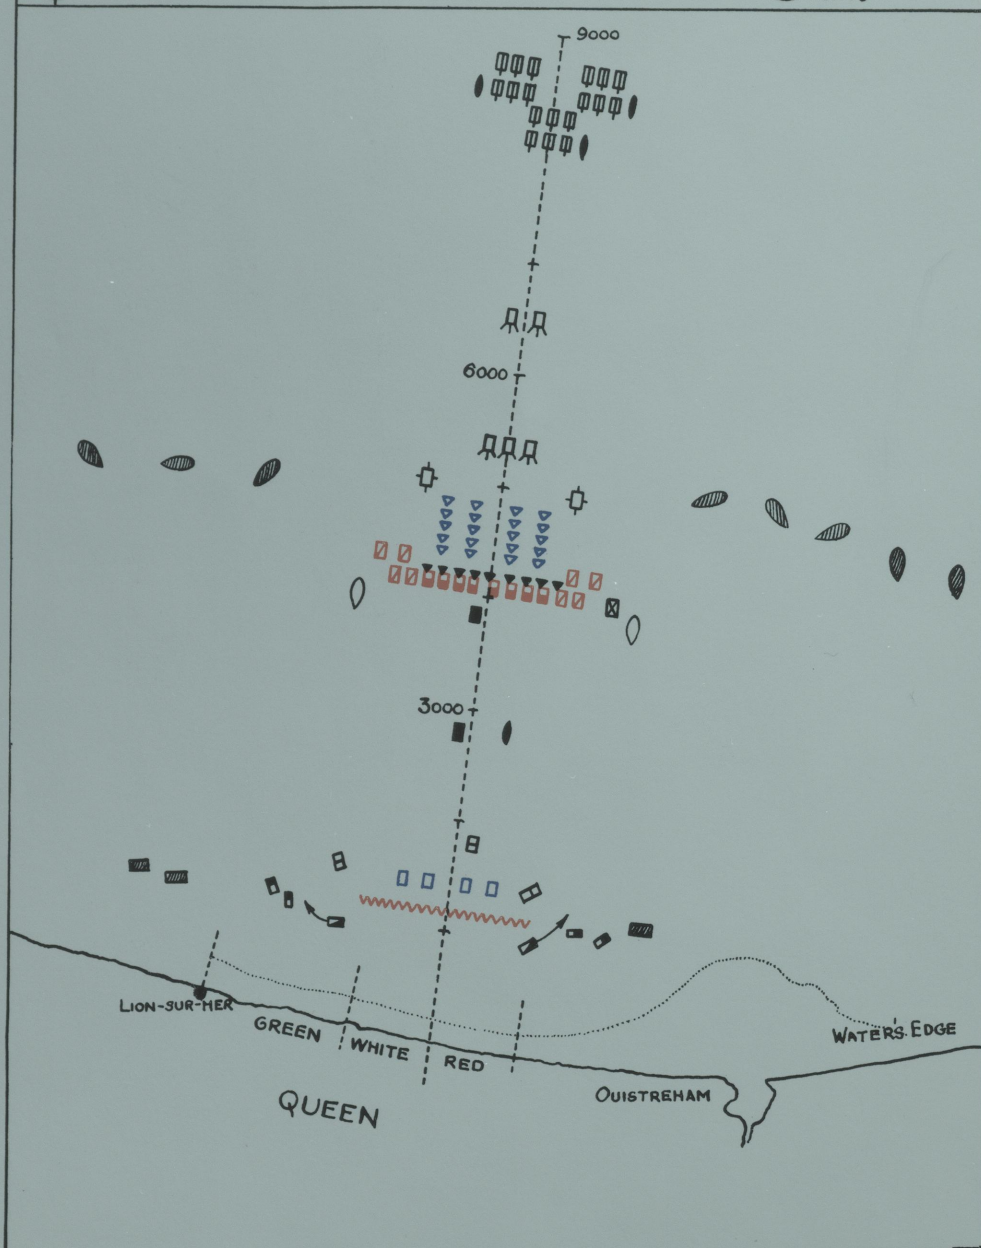 9000
6000
3000
LION-SUR-MER
GREEN
WHITE
RED
WATERS EDGE
OUISTREHAM
QUEEN